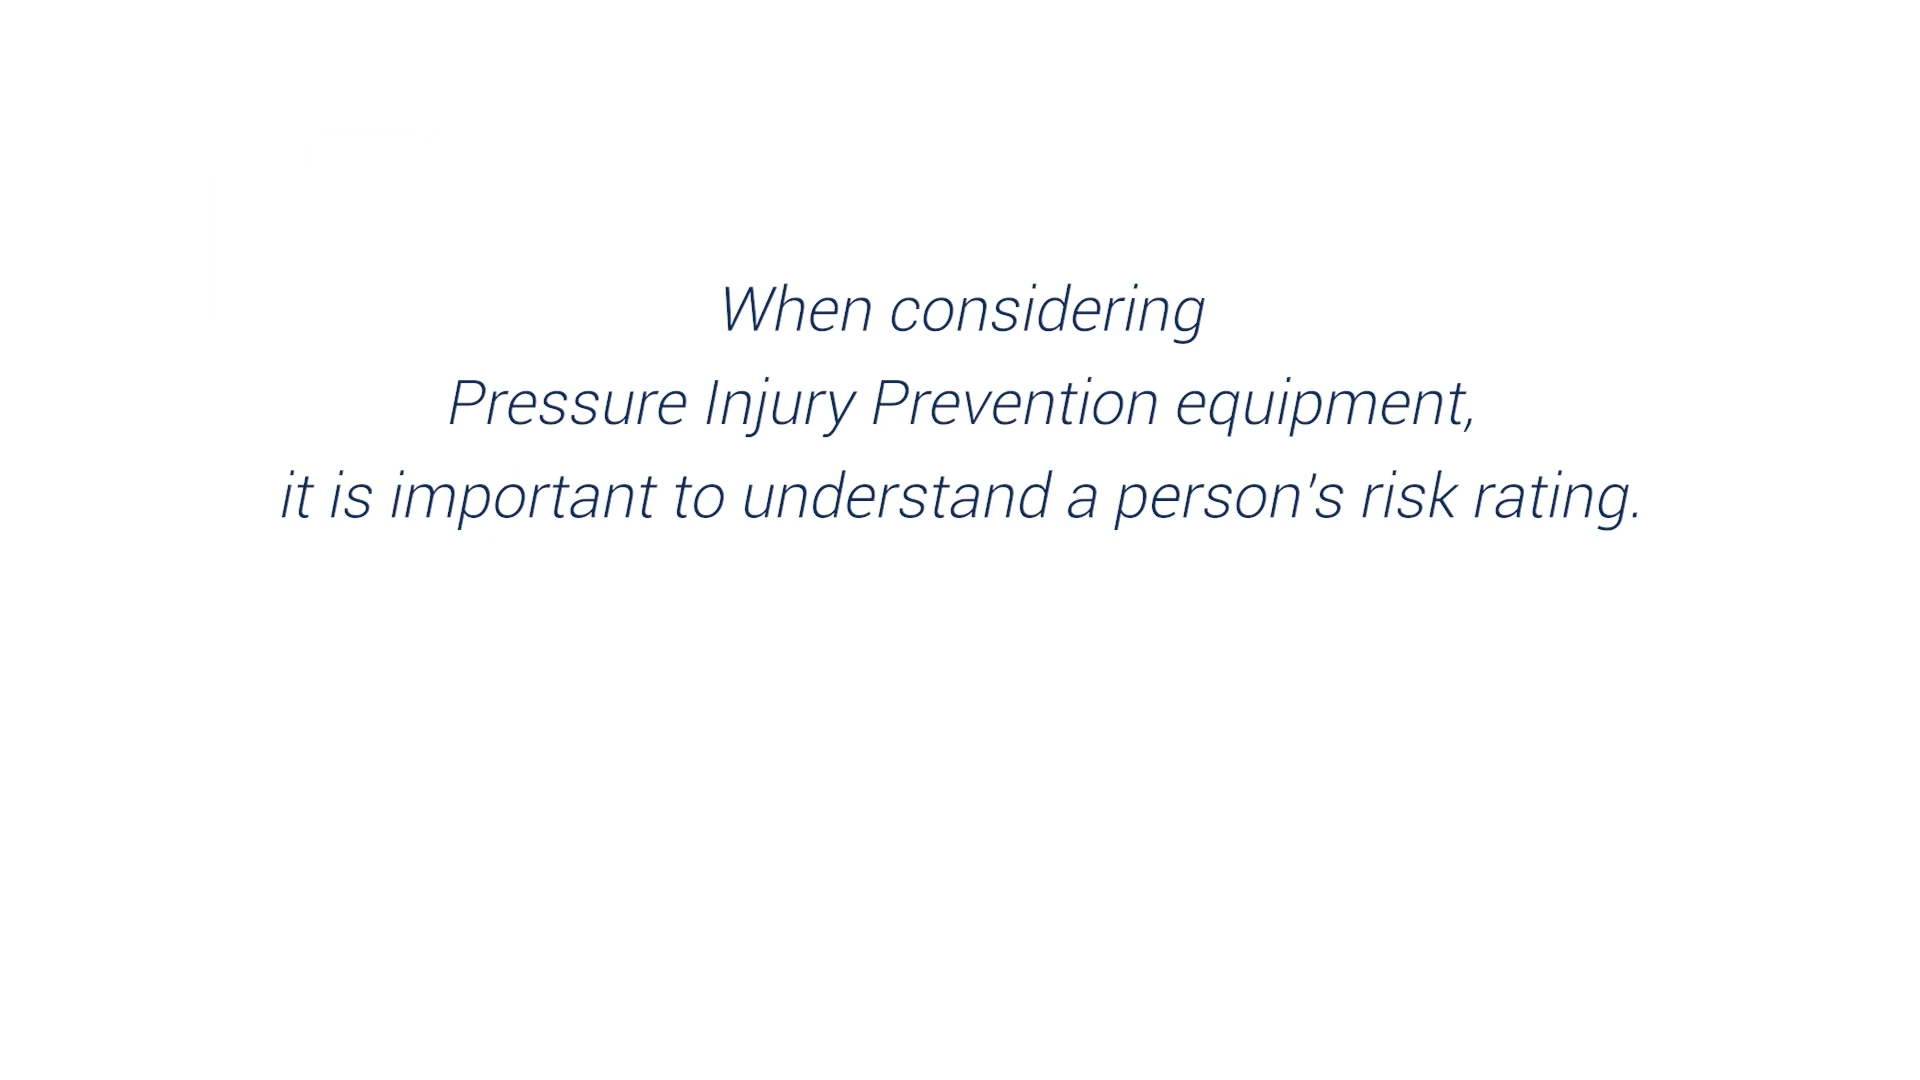 When considering
Pressure Injury Prevention equipment,
it is important to understand a person's risk rating.